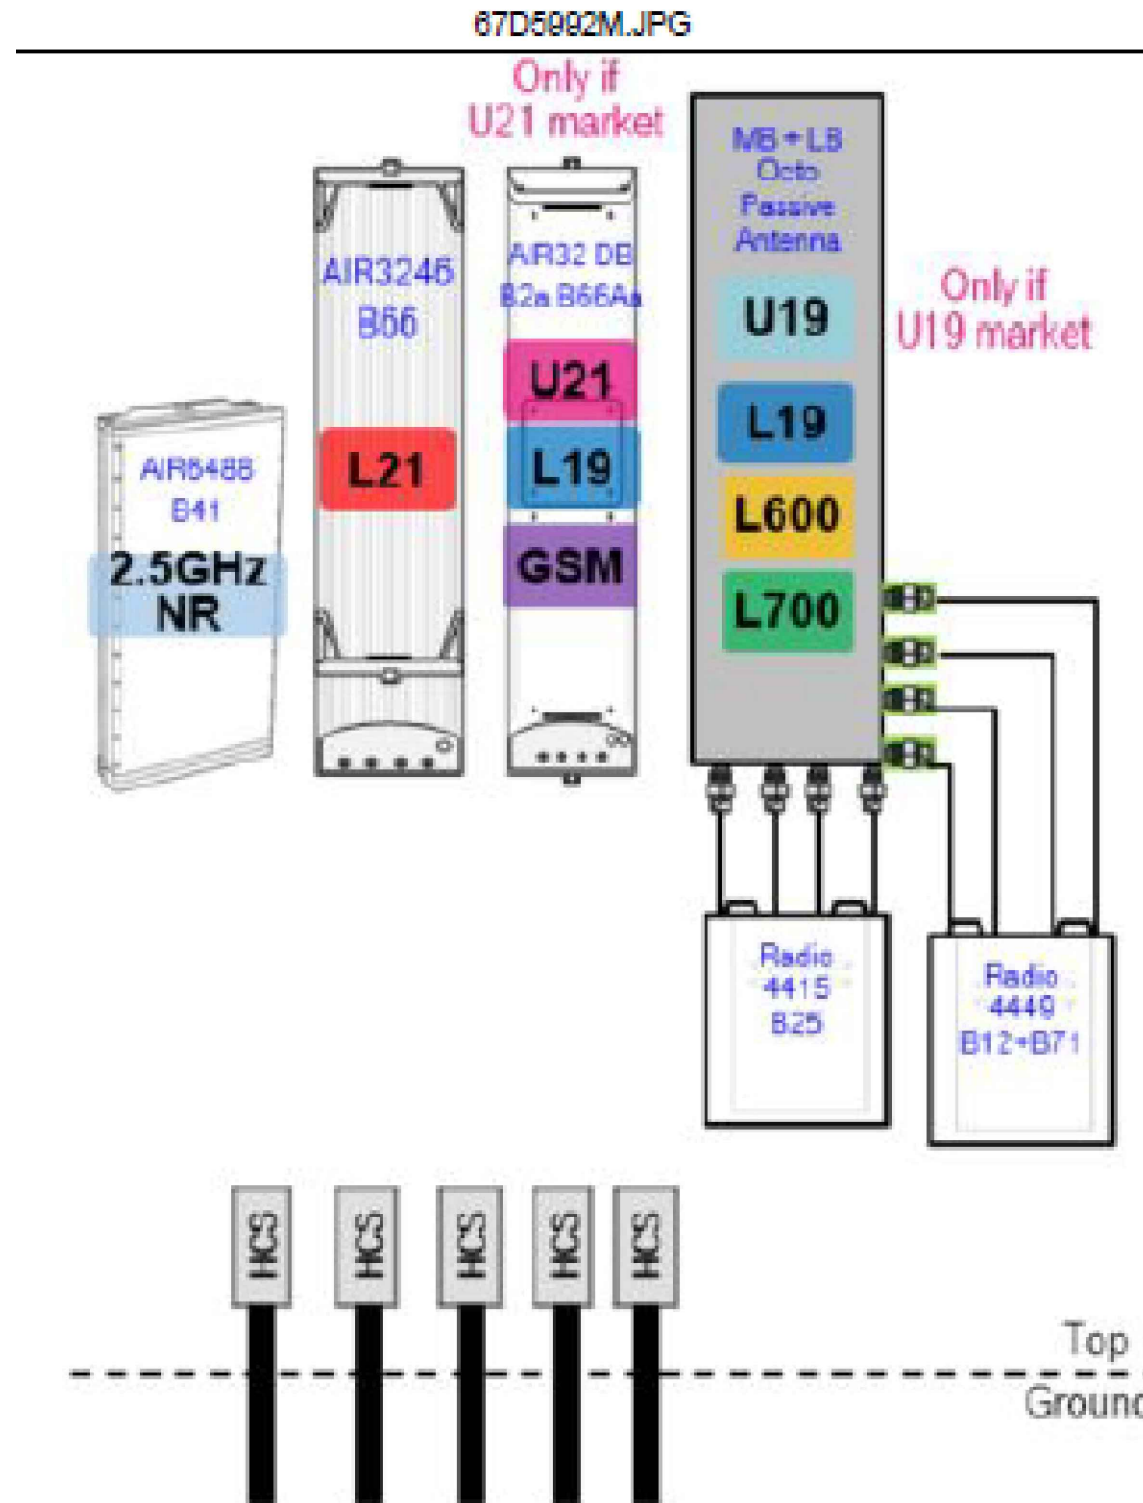 67D5992M.JPG
Only if
U21 market
MB + LB
Octo
Passive
Antenna
AIR3246
B66
AIR32 DB
B2a B66Aa
Only if
U19 market
U19
U21
L19
L21
L19
AIR6488
B41
L600
2.5GHz
NR
GSM
L700
Radio
4415
B25
Radio
4449
B12+B71
HCS
HCS
HCS
HCS
HCS
Top
Ground